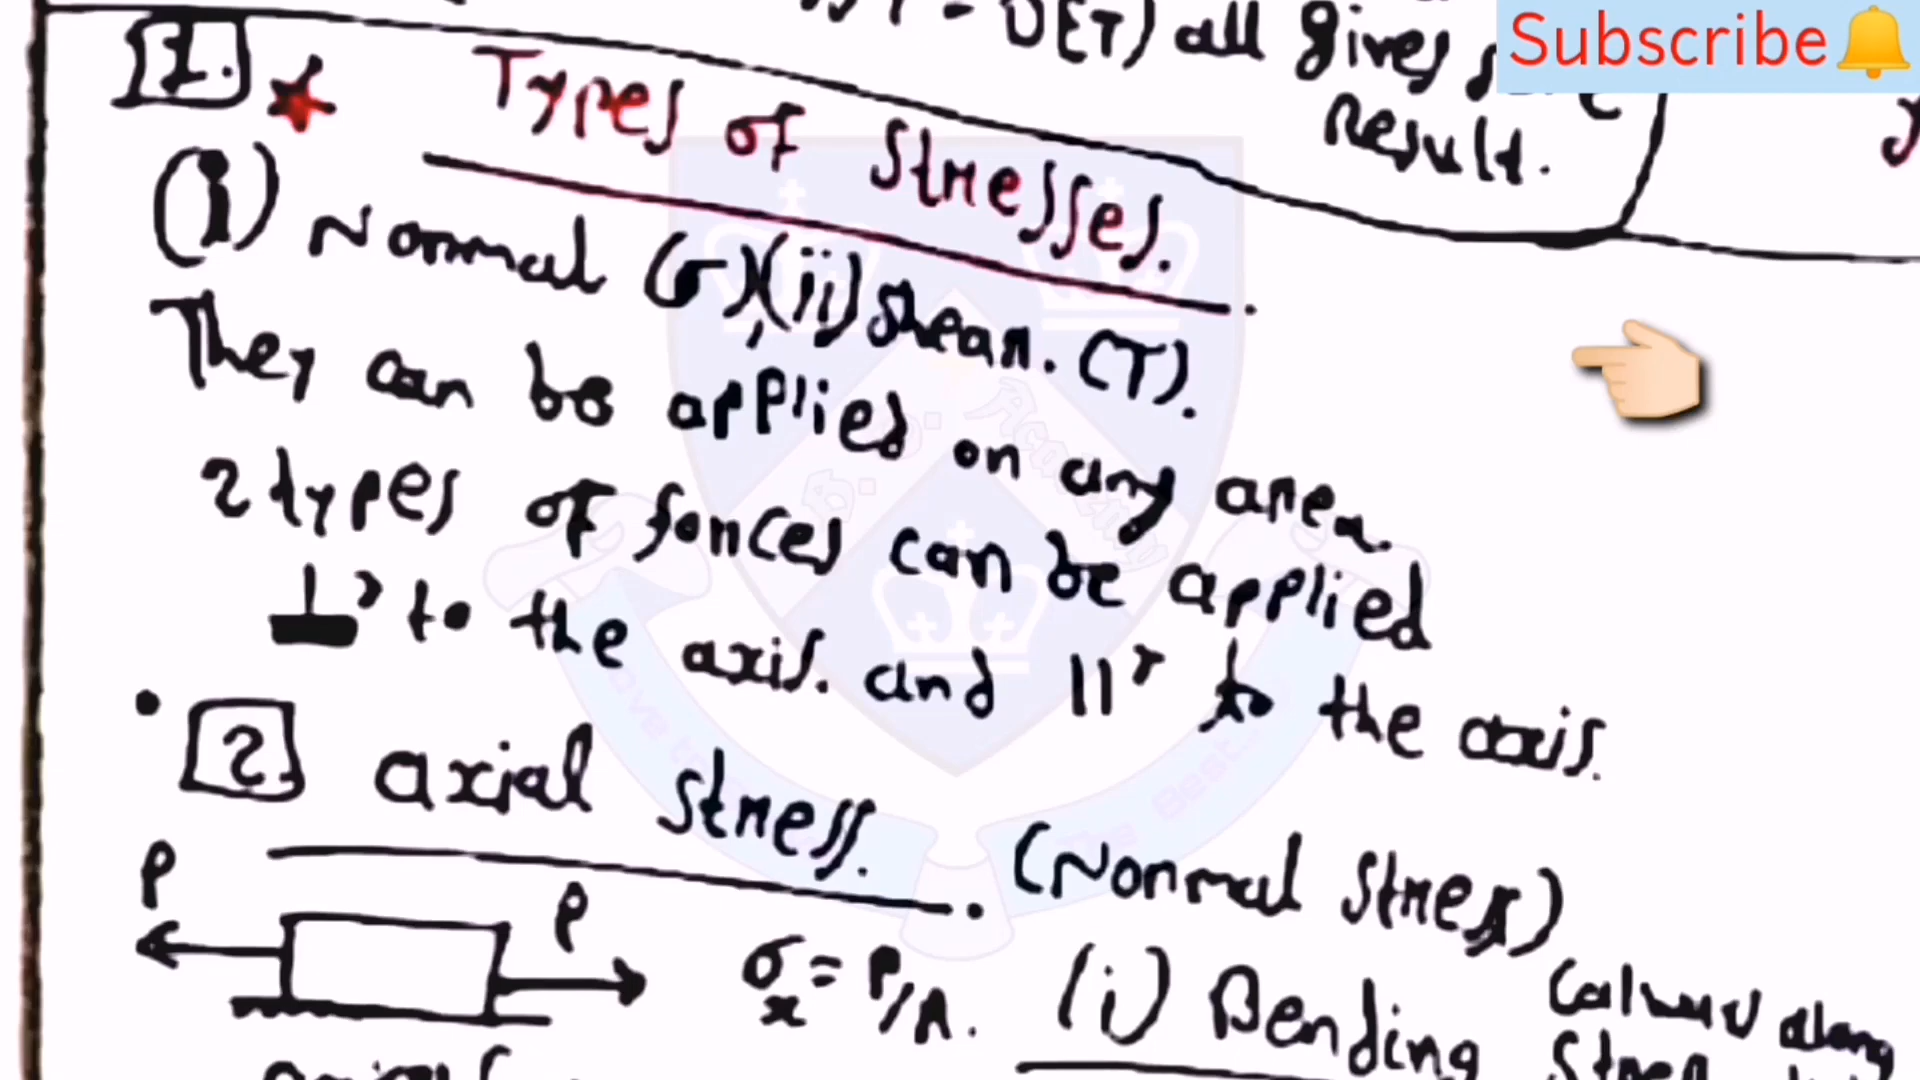 all gives
Subscribe
result.
1.
Types of Stresses.
(i) Normal (σ), (ii) Shear. (τ).
They can be applied on any area.
2 types of forces can be applied
⊥r to the axis. and ||r to the axis.
2. axial Stress.
(Normal Stress)
P
P
σx = P/A.
(i) Bending
Stress
along